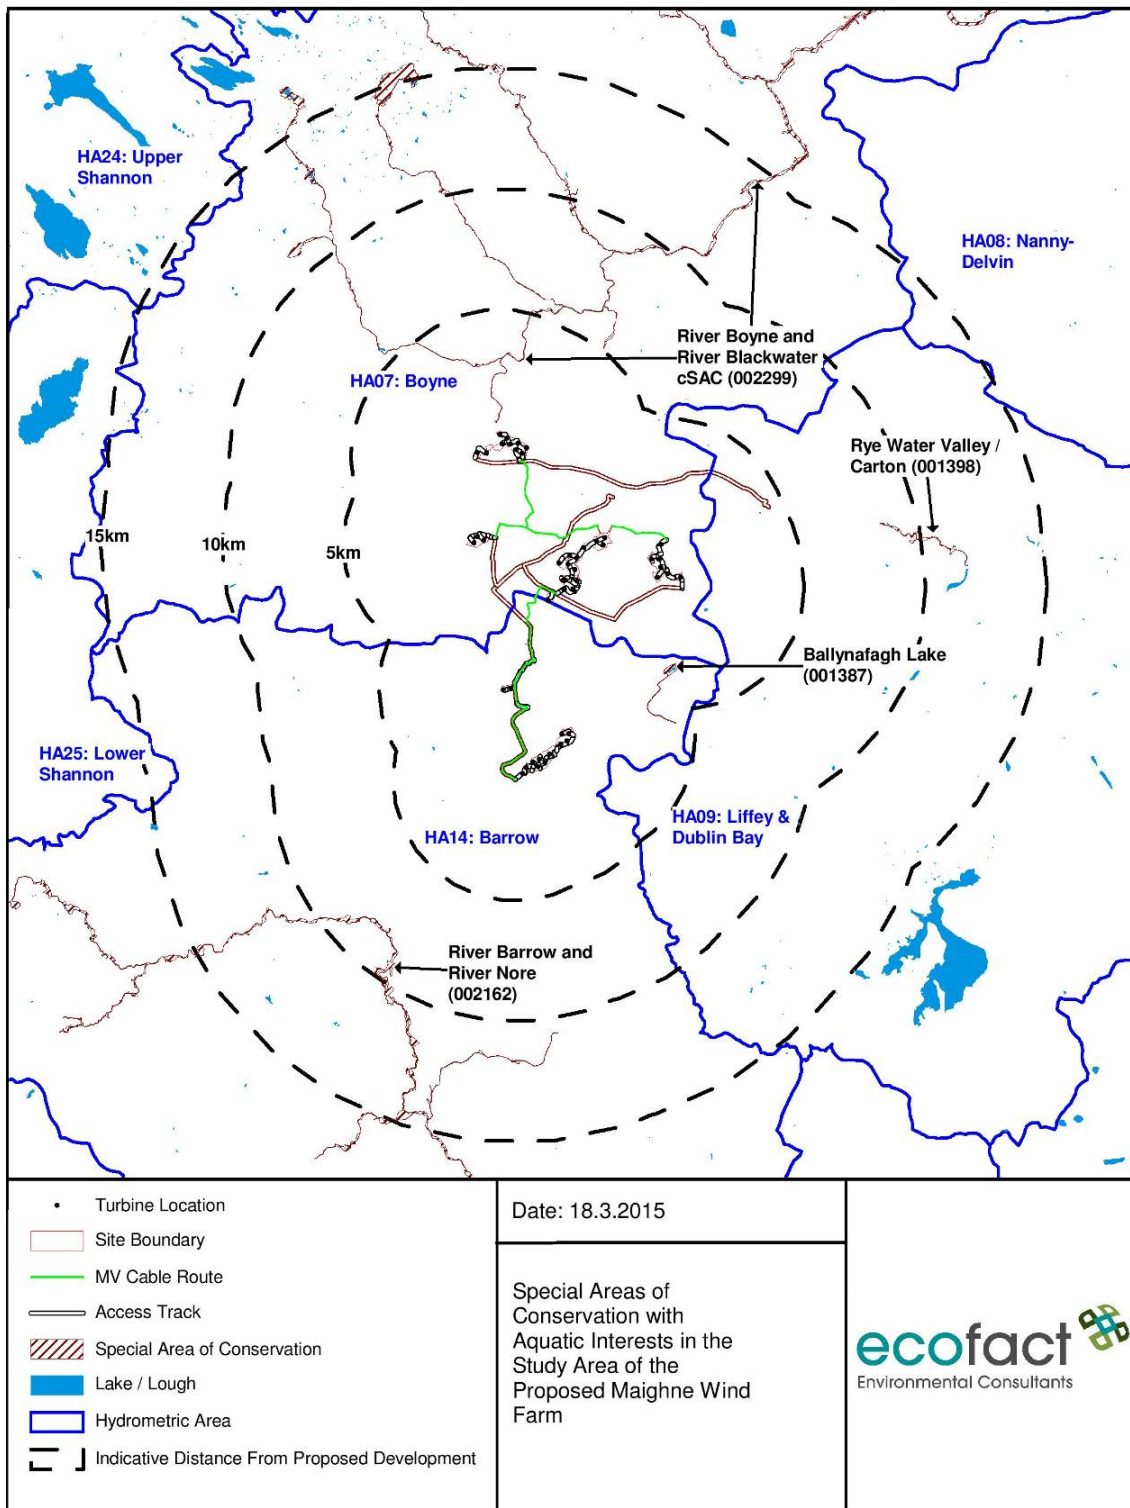 HA24: Upper
Shannon
HA08: Nanny-
Delvin
River Boyne and
River Blackwater
cSAC (002299)
HA07: Boyne
Rye Water Valley /
Carton (001398)
15km
10km
5km
Ballynafagh Lake
(001387)
HA25: Lower
Shannon
HA14: Barrow
HA09: Liffey &
Dublin Bay
River Barrow and
River Nore
(002162)
Turbine Location
Site Boundary
MV Cable Route
Access Track
Special Area of Conservation
Lake / Lough
Hydrometric Area
Indicative Distance From Proposed Development
Date: 18.3.2015
Special Areas of
Conservation with
Aquatic Interests in the
Study Area of the
Proposed Maighne Wind
Farm
ecofact
Environmental Consultants